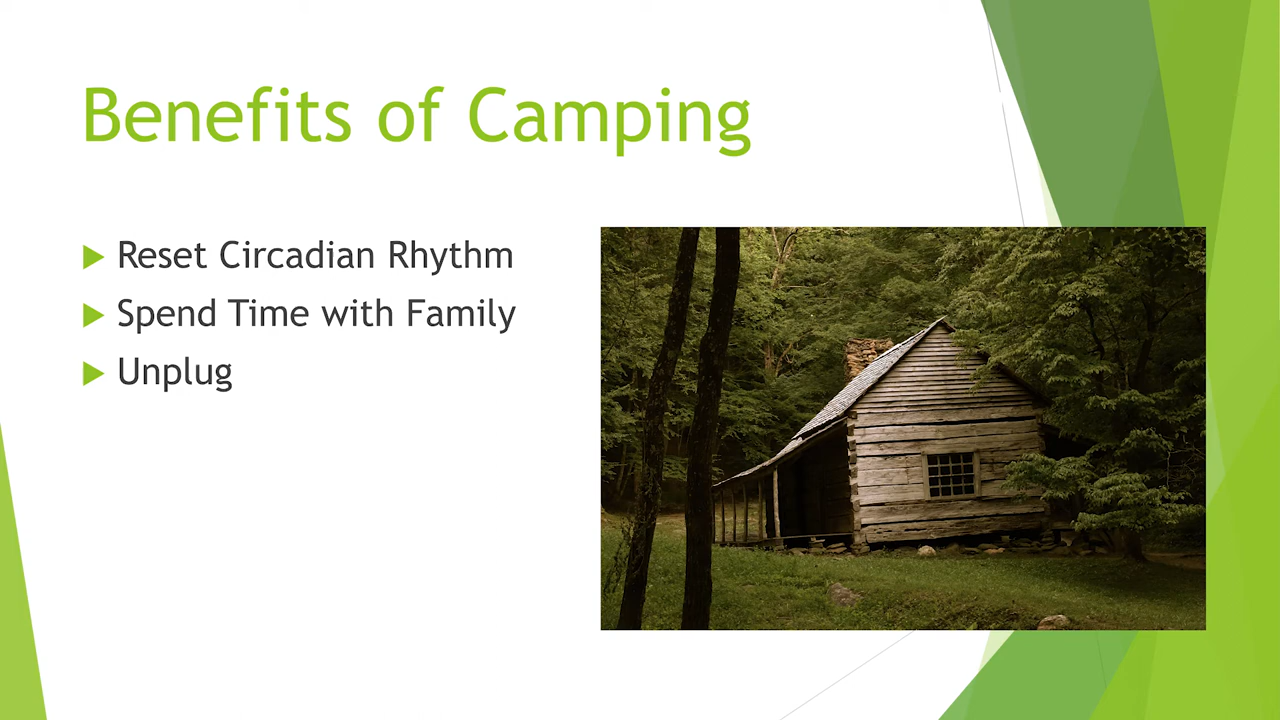 Benefits of Camping
Reset Circadian Rhythm
Spend Time with Family
Unplug